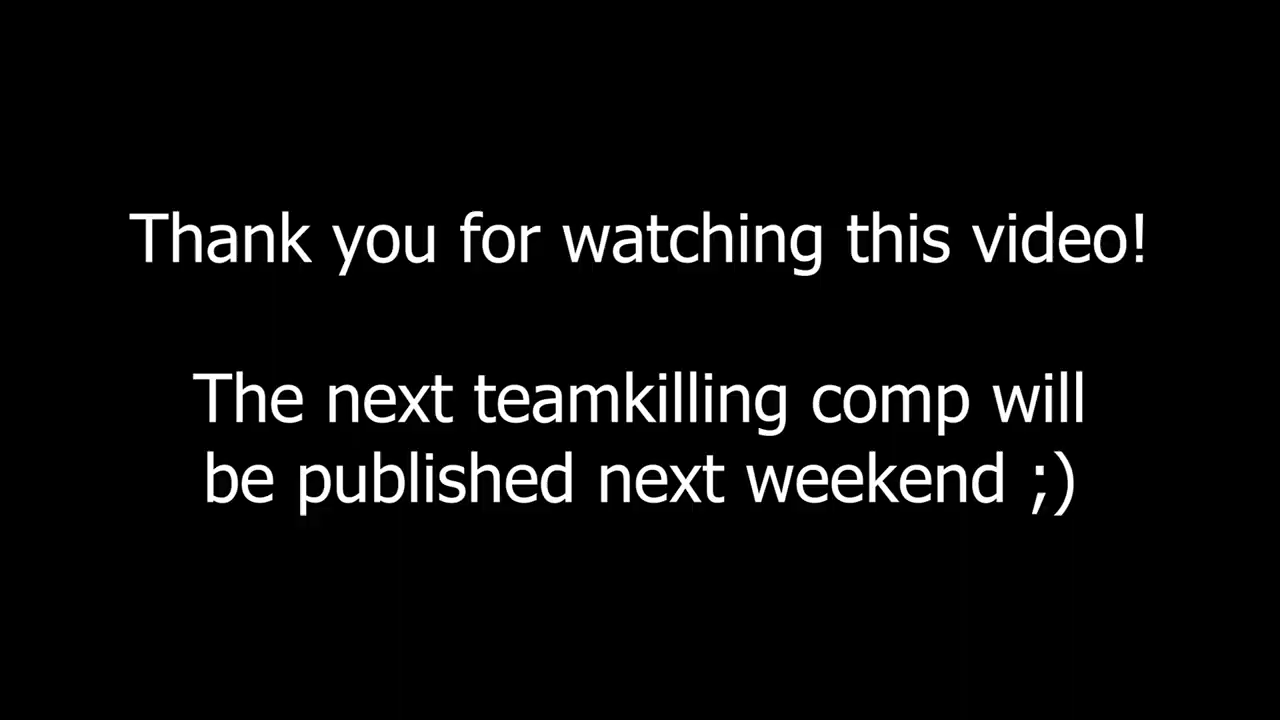 Thank you for watching this video!
The next teamkilling comp will
be published next weekend ;)